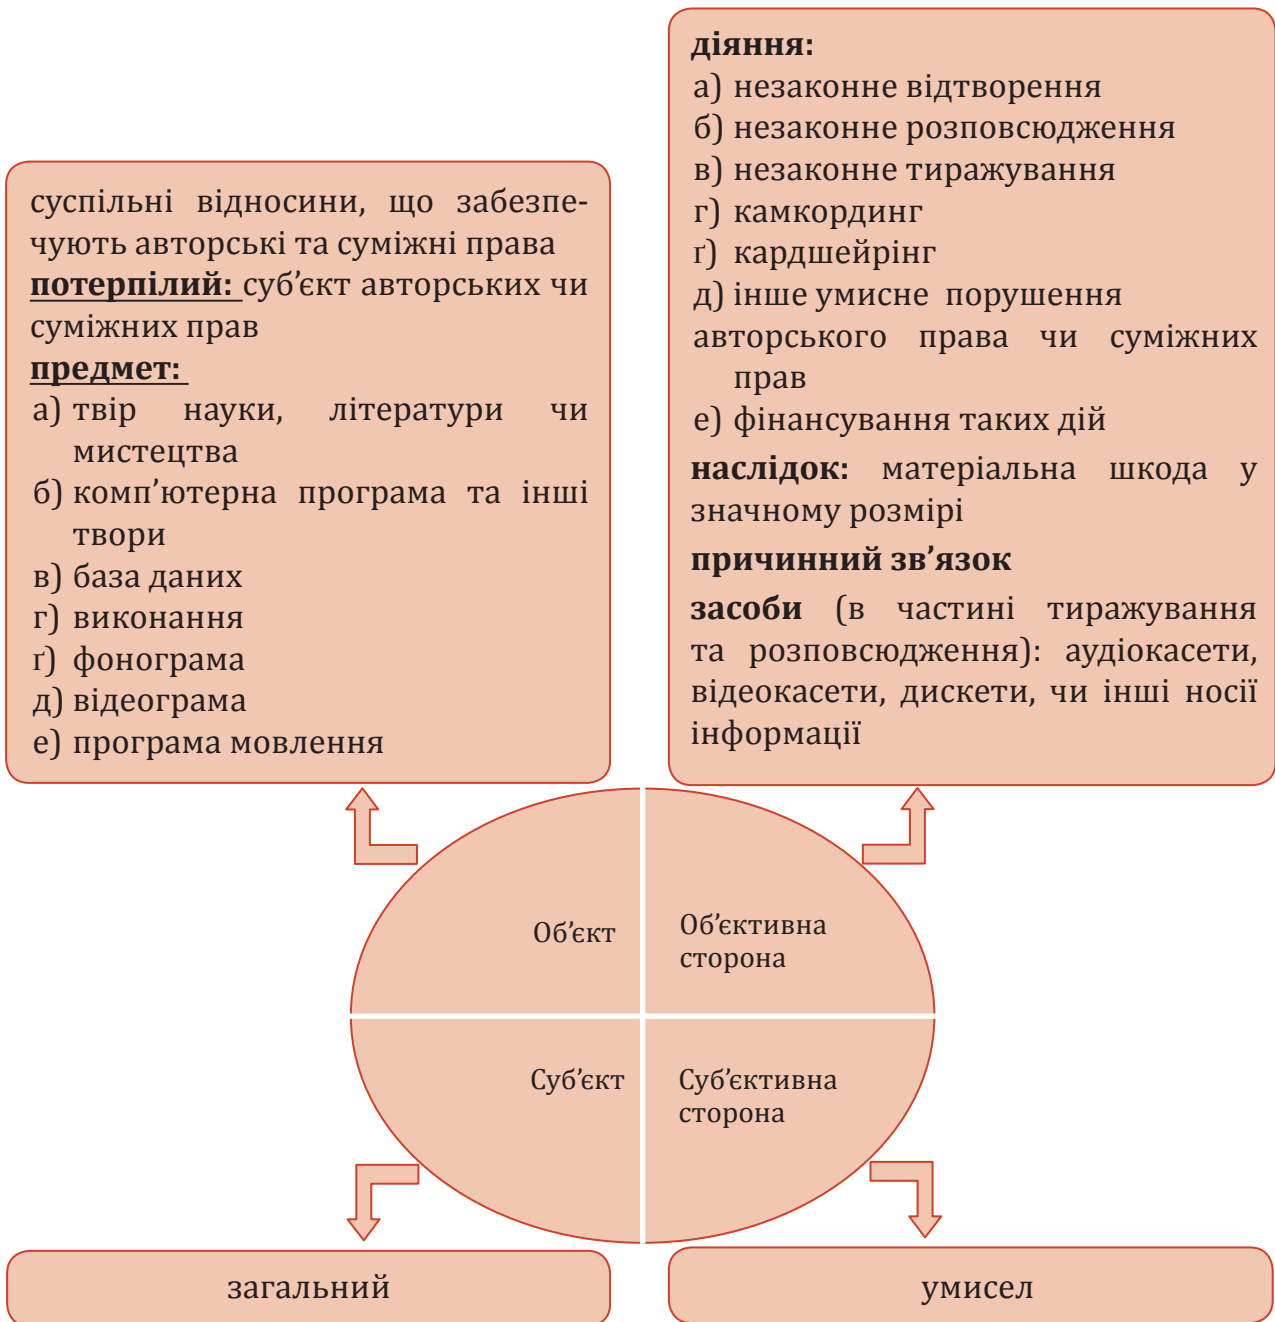 діяння:
а) незаконне відтворення
б) незаконне розповсюдження
в) незаконне тиражування
г) камкординг
ґ) кардшейрінг
д) інше умисне порушення
авторського права чи суміжних
прав
е) фінансування таких дій
наслідок: матеріальна шкода у
значному розмірі
причинний зв’язок
засоби (в частині тиражування
та розповсюдження): аудіокасети,
відеокасети, дискети, чи інші носії
інформації
суспільні відносини, що забезпе-
чують авторські та суміжні права
потерпілий: суб’єкт авторських чи
суміжних прав
предмет:
а) твір науки, літератури чи
мистецтва
б) комп’ютерна програма та інші
твори
в) база даних
г) виконання
ґ) фонограма
д) відеограма
е) програма мовлення
Об’єкт
Об’єктивна
сторона
Суб’єкт
Суб’єктивна
сторона
загальний
умисел